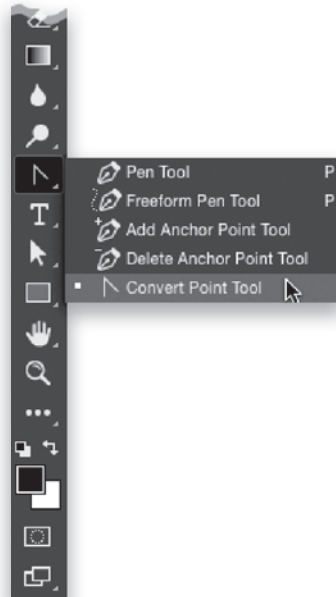 Pen Tool P
Freeform Pen Tool P
Add Anchor Point Tool
Delete Anchor Point Tool
Convert Point Tool